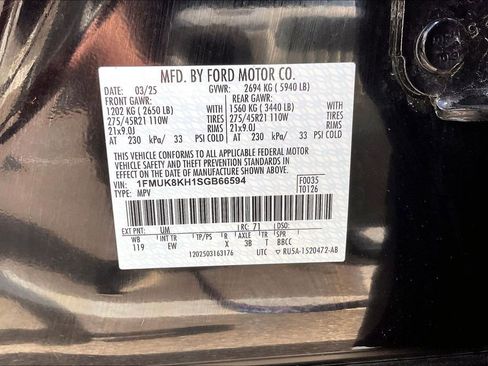 MFD. BY FORD MOTOR CO.
DATE: 03/25 GVWR: 2694 KG ( 5940 LB)
FRONT GAWR: REAR GAWR:
1202 KG ( 2650 LB) WITH 1560 KG ( 3440 LB) WITH
275/45R21 110W TIRES 275/45R21 110W TIRES
21x9.0J RIMS 21x9.0J RIMS
AT 230 kPa/ 33 PSI COLD AT 230 kPa/ 33 PSI COLD
THIS VEHICLE CONFORMS TO ALL APPLICABLE FEDERAL MOTOR
VEHICLE SAFETY AND THEFT PREVENTION STANDARDS IN EFFECT
ON THE DATE OF MANUFACTURE SHOWN ABOVE.
VIN: 1FMUK8KH1SGB66594 F0035
TYPE: MPV T0126
EXT PNT: UM RC: 71 DSO:
WB INT TR TP/PS R AXLE TR SPR
119 EW X 3B T BBCC
1202503163176 UTC RU5A-1520472-AB